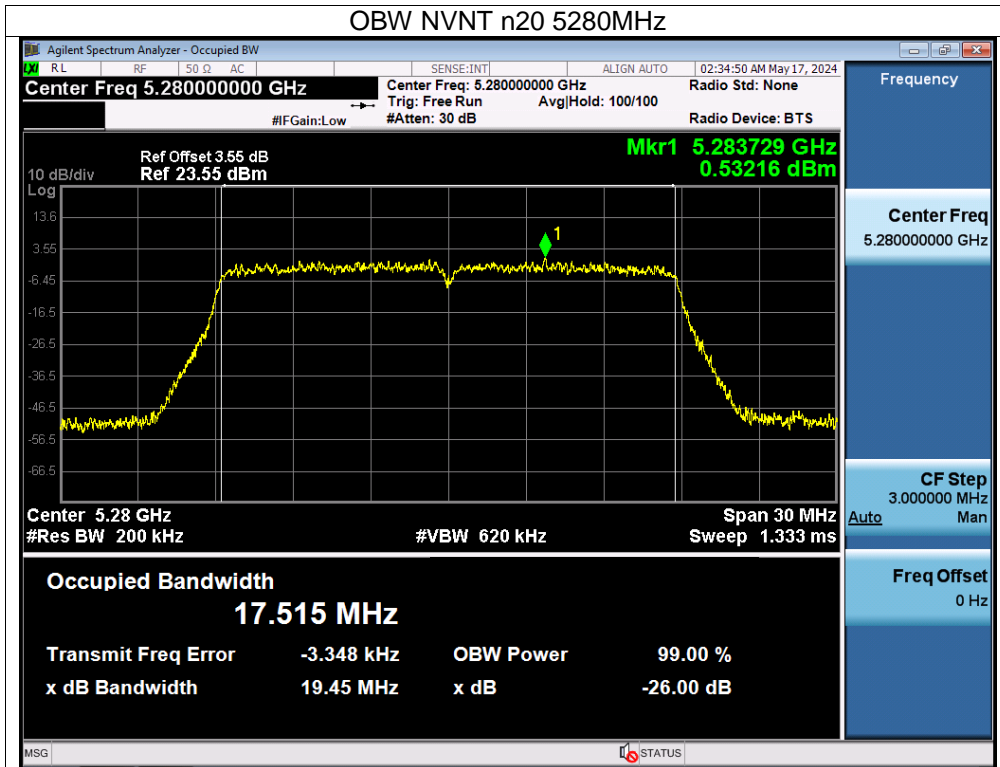 OBW NVNT n20 5280MHz
Agilent Spectrum Analyzer - Occupied BW
LXI RL RF 50 Ω AC SENSE:INT ALIGN AUTO 02:34:50 AM May 17, 2024
Center Freq 5.280000000 GHz
Center Freq: 5.280000000 GHz
Radio Std: None
Trig: Free Run Avg|Hold: 100/100
#IFGain:Low
#Atten: 30 dB
Radio Device: BTS
Mkr1 5.283729 GHz
0.53216 dBm
Ref Offset 3.55 dB
10 dB/div Ref 23.55 dBm
Log
13.6
3.55
-6.45
-16.5
-26.5
-36.5
-46.5
-56.5
-66.5
1
Center 5.28 GHz
Span 30 MHz
#Res BW 200 kHz
#VBW 620 kHz
Sweep 1.333 ms
Occupied Bandwidth
17.515 MHz
Transmit Freq Error -3.348 kHz OBW Power 99.00 %
x dB Bandwidth 19.45 MHz x dB -26.00 dB
Frequency
Center Freq
5.280000000 GHz
CF Step
3.000000 MHz
Auto Man
Freq Offset
0 Hz
MSG
STATUS